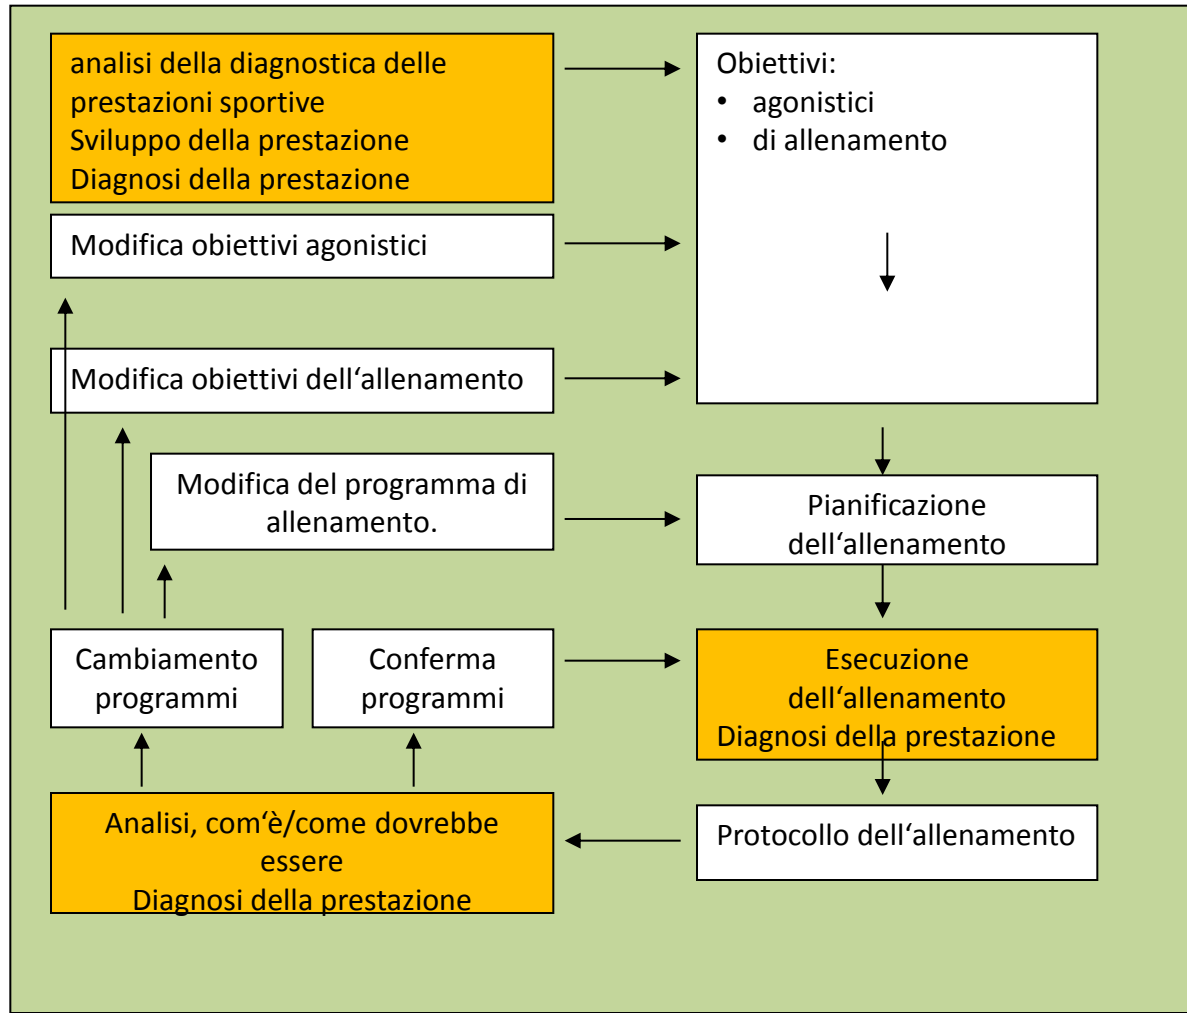 analisi della diagnostica delle
prestazioni sportive
Sviluppo della prestazione
Diagnosi della prestazione
Obiettivi:
• agonistici
• di allenamento
Modifica obiettivi agonistici
Modifica obiettivi dell‘allenamento
Modifica del programma di
allenamento.
Pianificazione
dell‘allenamento
Cambiamento
programmi
Conferma
programmi
Esecuzione
dell‘allenamento
Diagnosi della prestazione
Analisi, com‘è/come dovrebbe
essere
Diagnosi della prestazione
Protocollo dell‘allenamento